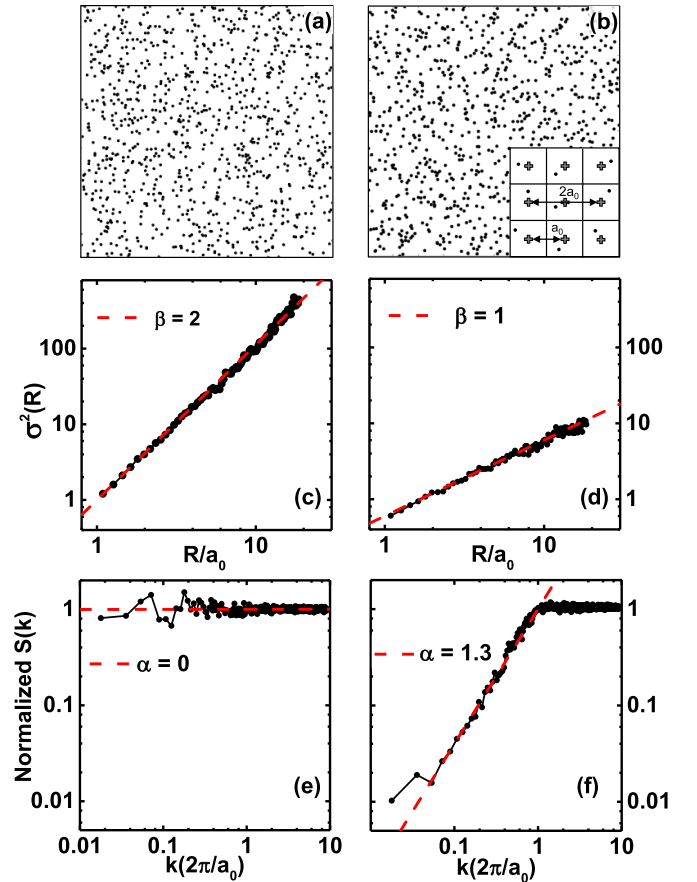 (a)
(b)
2a₀
a₀
β = 2
β = 1
100
10
1
100
10
1
σ²(R)
(c)
(d)
1
10
1
10
R/a₀
R/a₀
1
0.1
0.01
1
0.1
0.01
Normalized S(k)
α = 0
α = 1.3
(e)
(f)
0.01
0.1
1
10
0.1
1
10
k(2π/a₀)
k(2π/a₀)